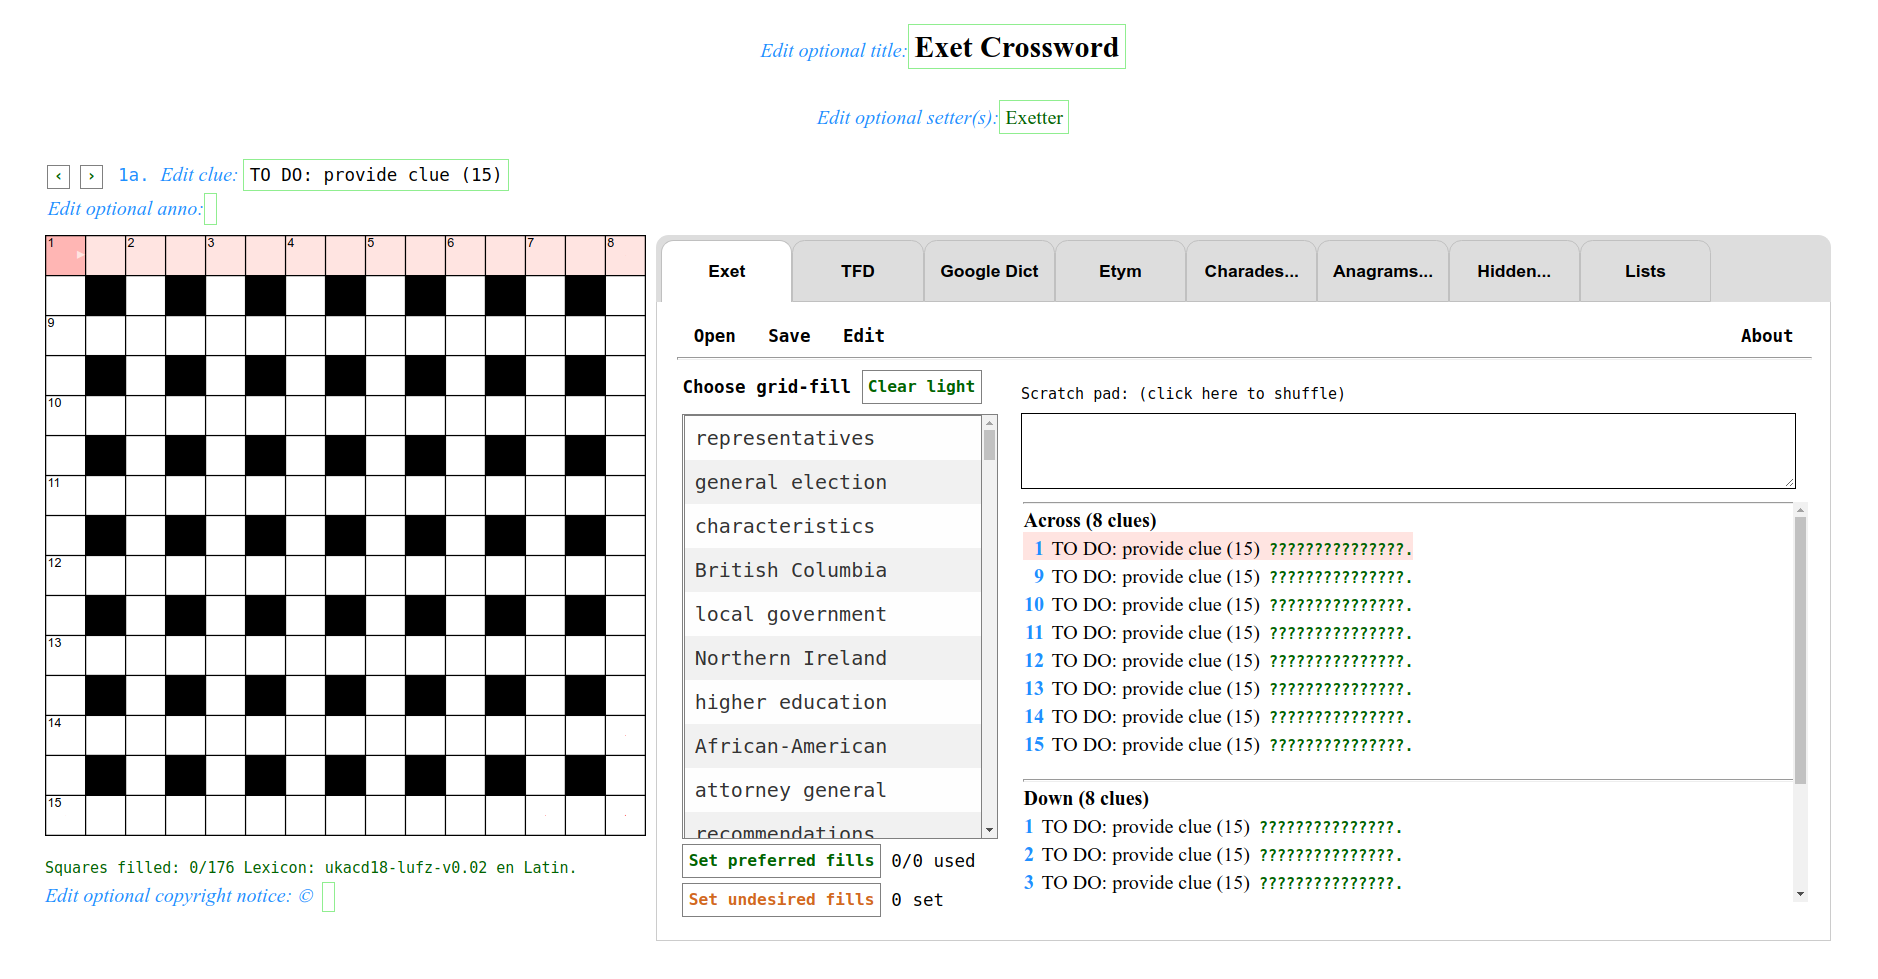 Edit optional title: Exet Crossword
Edit optional setter(s): Exetter
‹ › 1a. Edit clue: TO DO: provide clue (15)
Edit optional anno:
1 2 3 4 5 6 7 8
9
10
11
12
13
14
15
Squares filled: 0/176 Lexicon: ukacd18-lufz-v0.02 en Latin.
Edit optional copyright notice: ©
Exet TFD Google Dict Etym Charades... Anagrams... Hidden... Lists
Open Save Edit About
Choose grid-fill Clear light
representatives
general election
characteristics
British Columbia
local government
Northern Ireland
higher education
African-American
attorney general
recommendations
Set preferred fills 0/0 used
Set undesired fills 0 set
Scratch pad: (click here to shuffle)
Across (8 clues)
1 TO DO: provide clue (15) ???????????????.
9 TO DO: provide clue (15) ???????????????.
10 TO DO: provide clue (15) ???????????????.
11 TO DO: provide clue (15) ???????????????.
12 TO DO: provide clue (15) ???????????????.
13 TO DO: provide clue (15) ???????????????.
14 TO DO: provide clue (15) ???????????????.
15 TO DO: provide clue (15) ???????????????.
Down (8 clues)
1 TO DO: provide clue (15) ???????????????.
2 TO DO: provide clue (15) ???????????????.
3 TO DO: provide clue (15) ???????????????.